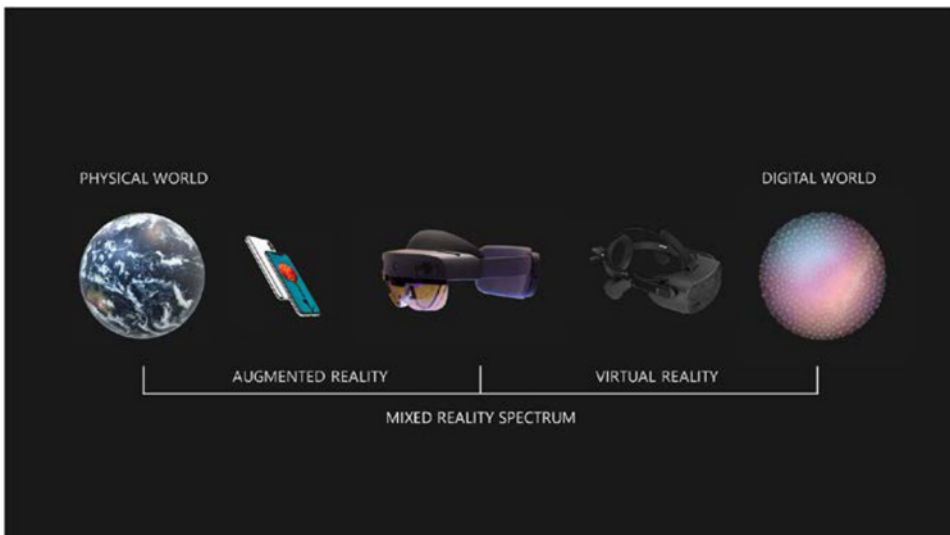 PHYSICAL WORLD
DIGITAL WORLD
AUGMENTED REALITY
VIRTUAL REALITY
MIXED REALITY SPECTRUM